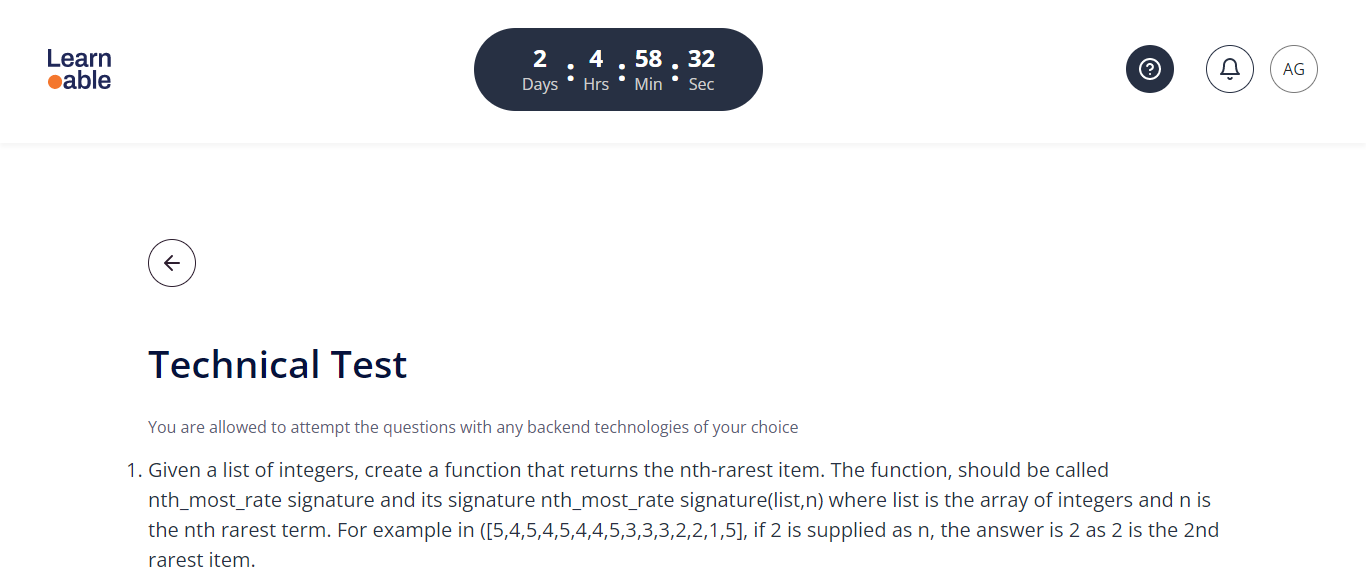 Learn
able
2 : 4 : 58 : 32
Days Hrs Min Sec
AG
Technical Test
You are allowed to attempt the questions with any backend technologies of your choice
1. Given a list of integers, create a function that returns the nth-rarest item. The function, should be called
nth_most_rate signature and its signature nth_most_rate signature(list,n) where list is the array of integers and n is
the nth rarest term. For example in ([5,4,5,4,5,4,4,5,3,3,3,2,2,1,5], if 2 is supplied as n, the answer is 2 as 2 is the 2nd
rarest item.